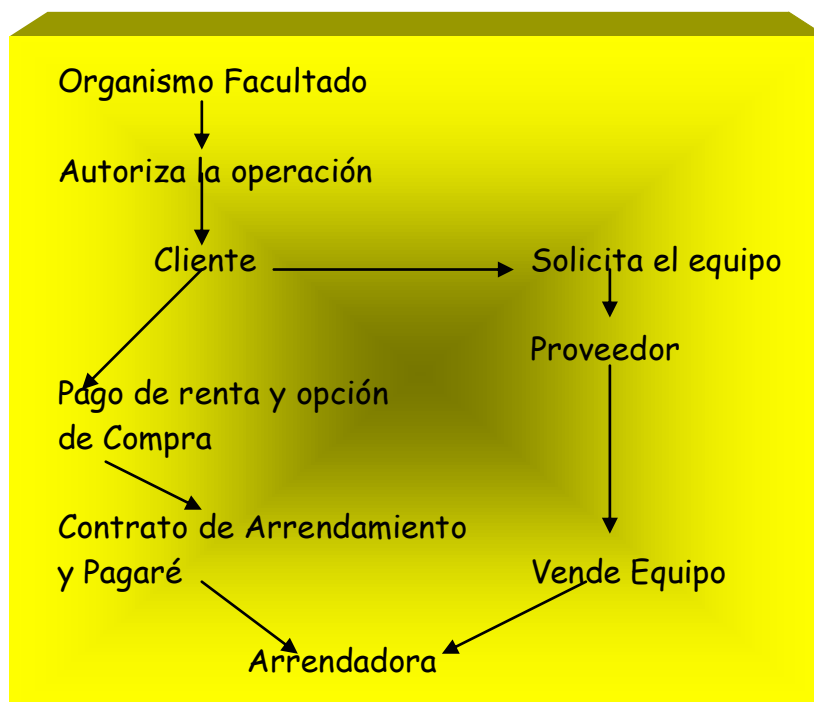 Organismo Facultado
Autoriza la operación
Cliente
Solicita el equipo
Proveedor
Pago de renta y opción
de Compra
Contrato de Arrendamiento
y Pagaré
Vende Equipo
Arrendadora